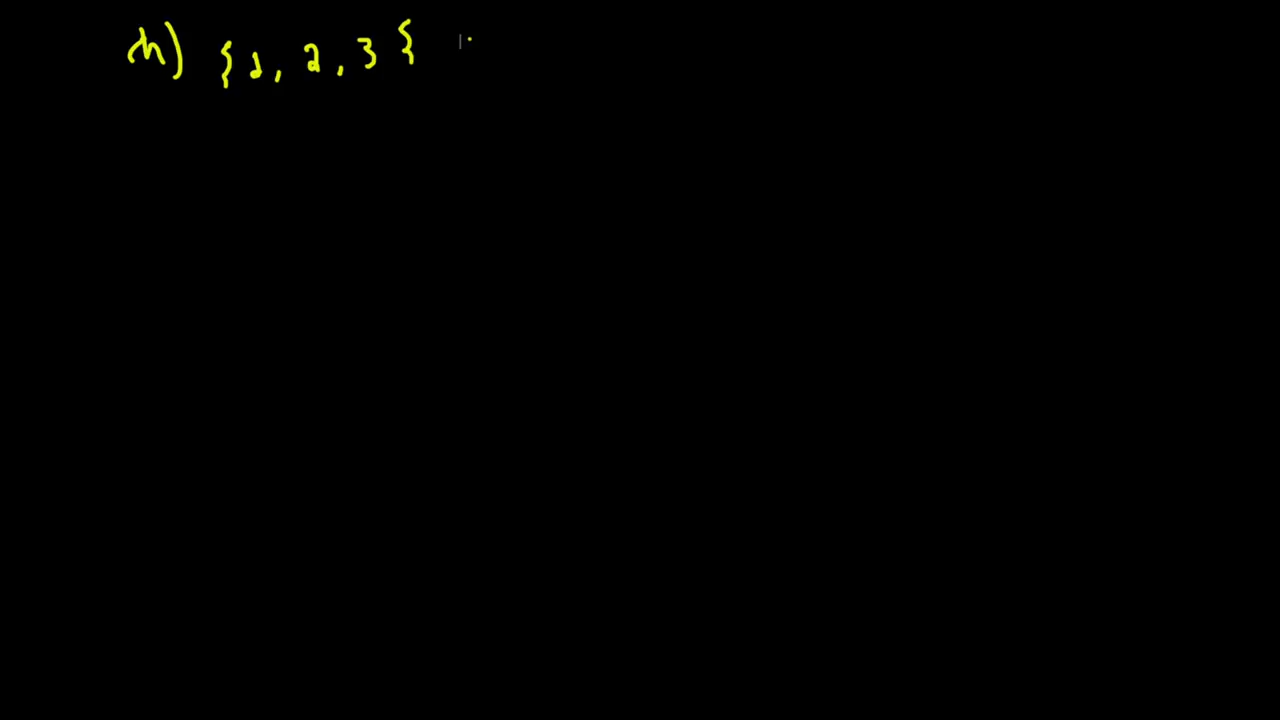 h) {1, 2, 3 {